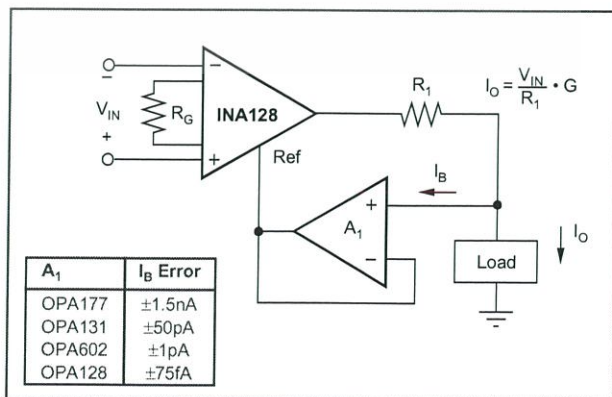 −
−
V_IN
R_G
INA128
+
+
Ref
R_1
I_O = V_IN / R_1 • G
I_B
+
A_1
−
I_O
Load
A_1 I_B Error
OPA177 ±1.5nA
OPA131 ±50pA
OPA602 ±1pA
OPA128 ±75fA